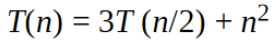 T(n) = 3T (n/2) + n²